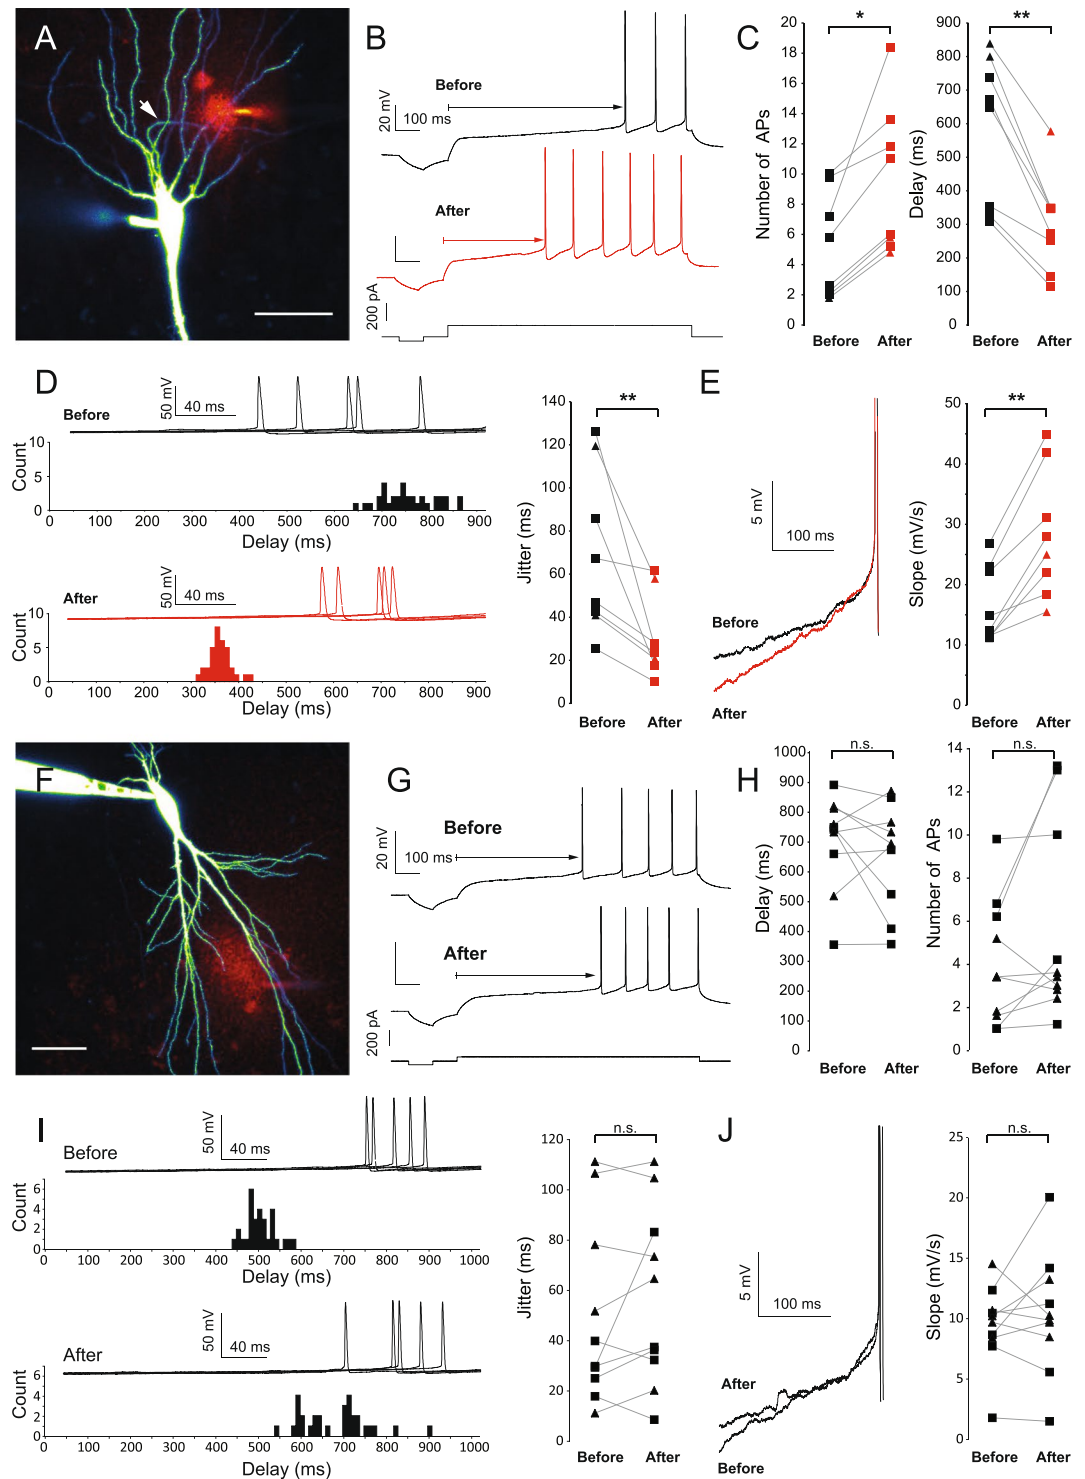 A
B
Before
20 mV
100 ms
After
200 pA
C
Number of APs
20
18
16
14
12
10
8
6
4
2
0
*
Before After
Delay (ms)
900
800
700
600
500
400
300
200
100
0
**
Before After
D
Before
50 mV
40 ms
Count
10
5
0
0 100 200 300 400 500 600 700 800 900
Delay (ms)
After
50 mV
40 ms
Count
10
5
0
0 100 200 300 400 500 600 700 800 900
Delay (ms)
Jitter (ms)
140
120
100
80
60
40
20
0
**
Before After
E
5 mV
100 ms
Before
After
Slope (mV/s)
50
40
30
20
10
0
**
Before After
F
G
Before
20 mV
100 ms
After
200 pA
H
Delay (ms)
1000
900
800
700
600
500
400
300
200
100
0
n.s.
Before After
Number of APs
14
12
10
8
6
4
2
0
n.s.
Before After
I
Before
50 mV
40 ms
Count
6
4
2
0
0 100 200 300 400 500 600 700 800 900 1000
Delay (ms)
After
50 mV
40 ms
Count
6
4
2
0
0 100 200 300 400 500 600 700 800 900 1000
Delay (ms)
Jitter (ms)
120
100
80
60
40
20
0
n.s.
Before After
J
5 mV
100 ms
After
Before
Slope (mV/s)
25
20
15
10
5
0
n.s.
Before After